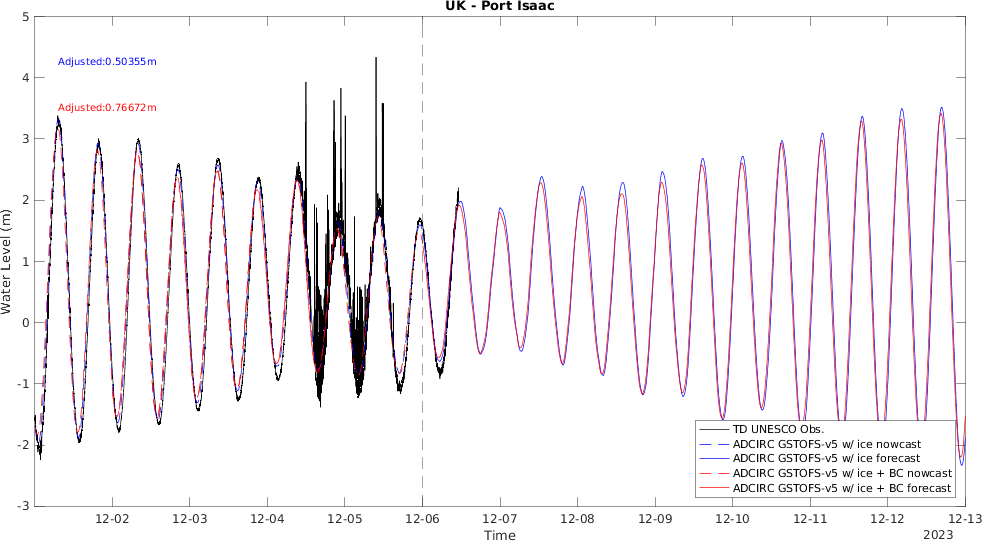 UK - Port Isaac
5
4
3
2
1
0
-1
-2
-3
Water Level (m)
Adjusted:0.50355m
Adjusted:0.76672m
TD UNESCO Obs.
ADCIRC GSTOFS-v5 w/ ice nowcast
ADCIRC GSTOFS-v5 w/ ice forecast
ADCIRC GSTOFS-v5 w/ ice + BC nowcast
ADCIRC GSTOFS-v5 w/ ice + BC forecast
12-02 12-03 12-04 12-05 12-06 12-07 12-08 12-09 12-10 12-11 12-12 12-13
Time
2023